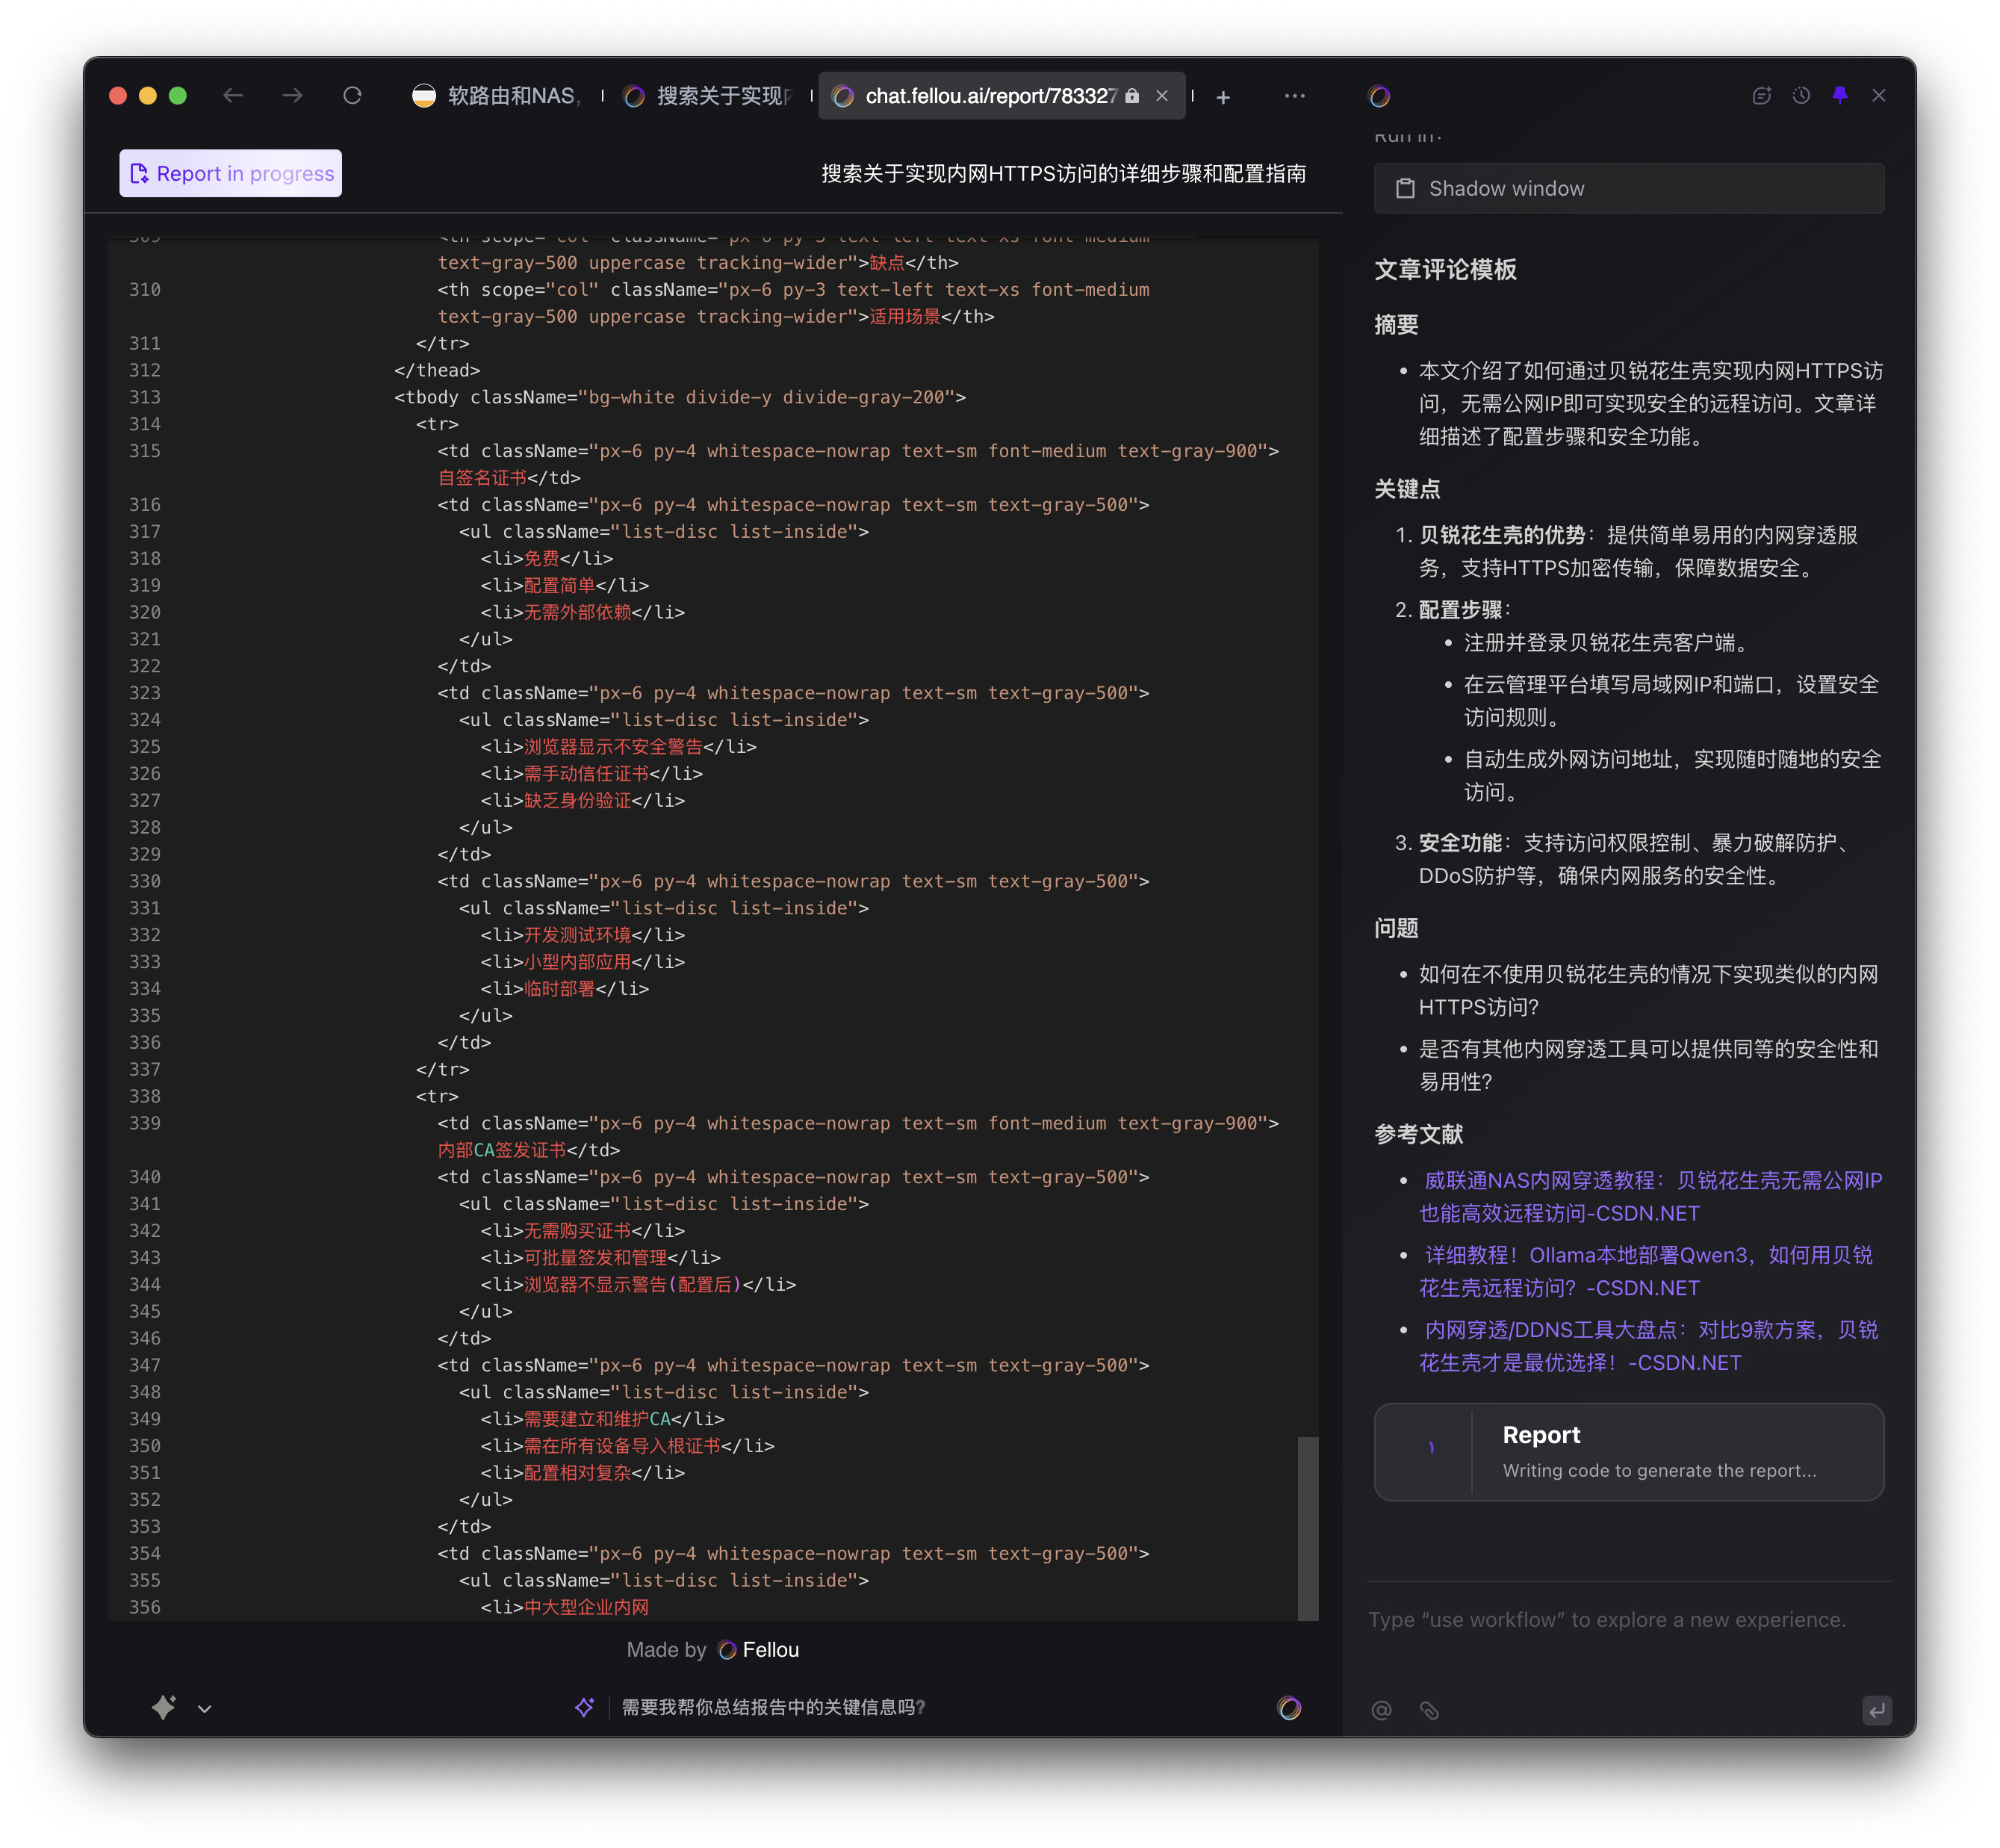 软路由和NAS,
搜索关于实现内
chat.fellou.ai/report/783327
Report in progress
搜索关于实现内网HTTPS访问的详细步骤和配置指南
309 <th scope="col" className="px-6 py-3 text-left text-xs font-medium
text-gray-500 uppercase tracking-wider">缺点</th>
310 <th scope="col" className="px-6 py-3 text-left text-xs font-medium
text-gray-500 uppercase tracking-wider">适用场景</th>
311 </tr>
312 </thead>
313 <tbody className="bg-white divide-y divide-gray-200">
314 <tr>
315 <td className="px-6 py-4 whitespace-nowrap text-sm font-medium text-gray-900">
自签名证书</td>
316 <td className="px-6 py-4 whitespace-nowrap text-sm text-gray-500">
317 <ul className="list-disc list-inside">
318 <li>免费</li>
319 <li>配置简单</li>
320 <li>无需外部依赖</li>
321 </ul>
322 </td>
323 <td className="px-6 py-4 whitespace-nowrap text-sm text-gray-500">
324 <ul className="list-disc list-inside">
325 <li>浏览器显示不安全警告</li>
326 <li>需手动信任证书</li>
327 <li>缺乏身份验证</li>
328 </ul>
329 </td>
330 <td className="px-6 py-4 whitespace-nowrap text-sm text-gray-500">
331 <ul className="list-disc list-inside">
332 <li>开发测试环境</li>
333 <li>小型内部应用</li>
334 <li>临时部署</li>
335 </ul>
336 </td>
337 </tr>
338 <tr>
339 <td className="px-6 py-4 whitespace-nowrap text-sm font-medium text-gray-900">
内部CA签发证书</td>
340 <td className="px-6 py-4 whitespace-nowrap text-sm text-gray-500">
341 <ul className="list-disc list-inside">
342 <li>无需购买证书</li>
343 <li>可批量签发和管理</li>
344 <li>浏览器不显示警告(配置后)</li>
345 </ul>
346 </td>
347 <td className="px-6 py-4 whitespace-nowrap text-sm text-gray-500">
348 <ul className="list-disc list-inside">
349 <li>需要建立和维护CA</li>
350 <li>需在所有设备导入根证书</li>
351 <li>配置相对复杂</li>
352 </ul>
353 </td>
354 <td className="px-6 py-4 whitespace-nowrap text-sm text-gray-500">
355 <ul className="list-disc list-inside">
356 <li>中大型企业内网
Made by Fellou
需要我帮你总结报告中的关键信息吗?
Run in:
Shadow window
文章评论模板
摘要
• 本文介绍了如何通过贝锐花生壳实现内网HTTPS访
问，无需公网IP即可实现安全的远程访问。文章详
细描述了配置步骤和安全功能。
关键点
1. 贝锐花生壳的优势：提供简单易用的内网穿透服
务，支持HTTPS加密传输，保障数据安全。
2. 配置步骤：
• 注册并登录贝锐花生壳客户端。
• 在云管理平台填写局域网IP和端口，设置安全
访问规则。
• 自动生成外网访问地址，实现随时随地的安全
访问。
3. 安全功能：支持访问权限控制、暴力破解防护、
DDoS防护等，确保内网服务的安全性。
问题
• 如何在不使用贝锐花生壳的情况下实现类似的内网
HTTPS访问?
• 是否有其他内网穿透工具可以提供同等的安全性和
易用性?
参考文献
• 威联通NAS内网穿透教程：贝锐花生壳无需公网IP
也能高效远程访问-CSDN.NET
• 详细教程！Ollama本地部署Qwen3，如何用贝锐
花生壳远程访问？-CSDN.NET
• 内网穿透/DDNS工具大盘点：对比9款方案，贝锐
花生壳才是最优选择！-CSDN.NET
Report
Writing code to generate the report...
Type “use workflow” to explore a new experience.